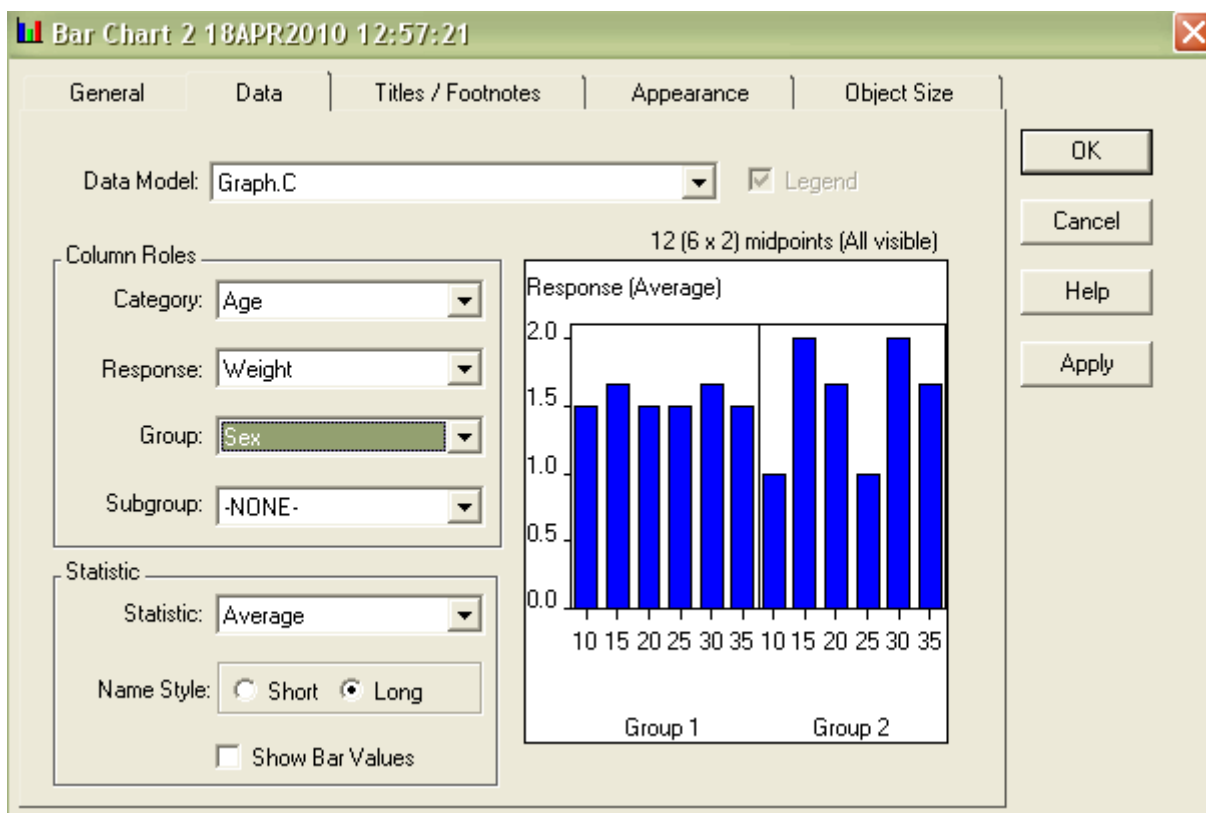 Bar Chart 2 18APR2010 12:57:21
General Data Titles / Footnotes Appearance Object Size
Data Model: Graph.C Legend
OK
Cancel
Help
Apply
Column Roles
Category: Age
Response: Weight
Group: Sex
Subgroup: -NONE-
Statistic
Statistic: Average
Name Style: Short Long
Show Bar Values
12 (6 x 2) midpoints (All visible)
Response (Average)
2.0
1.5
1.0
0.5
0.0
10 15 20 25 30 35 10 15 20 25 30 35
Group 1 Group 2